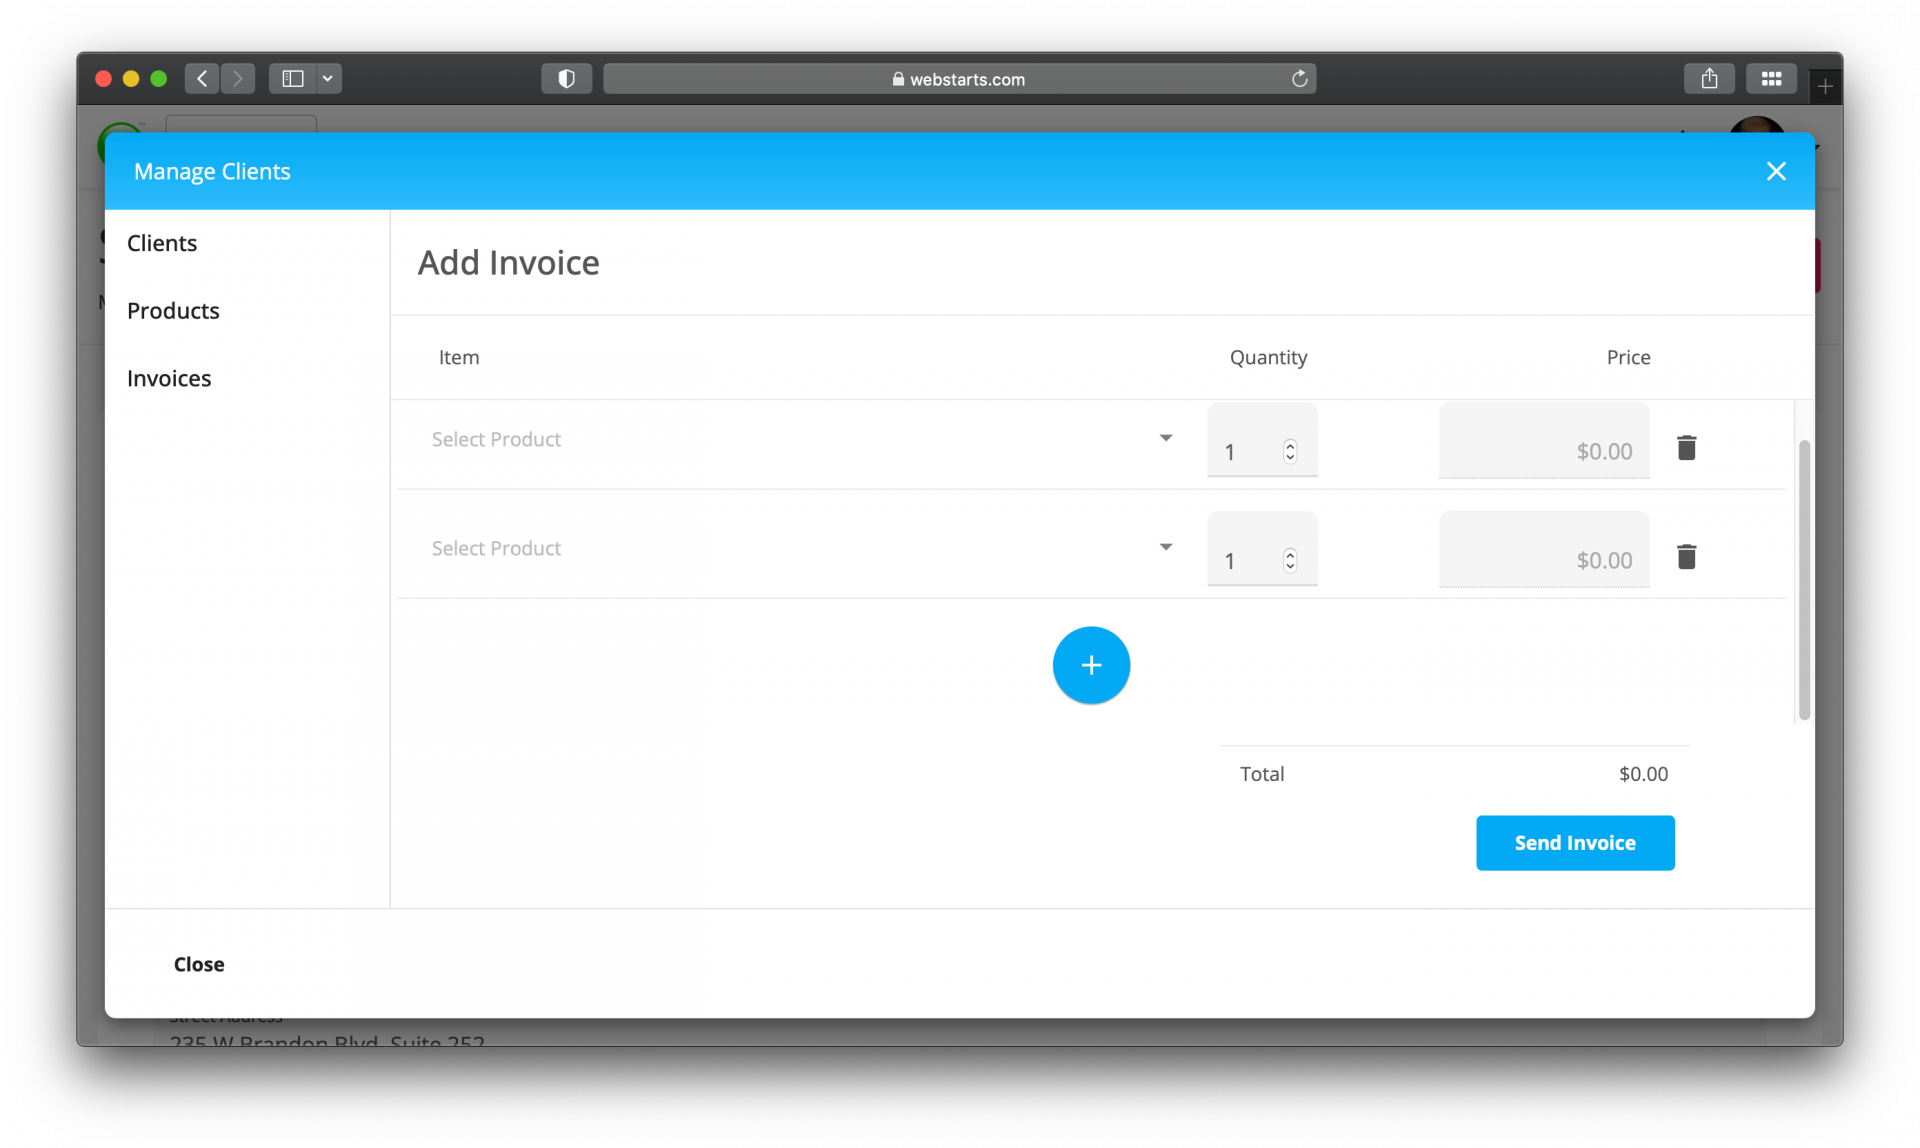 webstarts.com
Manage Clients
Clients
Products
Invoices
Add Invoice
Item Quantity Price
Select Product 1 $0.00
Select Product 1 $0.00
+
Total $0.00
Send Invoice
Close
Street Address
235 W Brandon Blvd. Suite 252